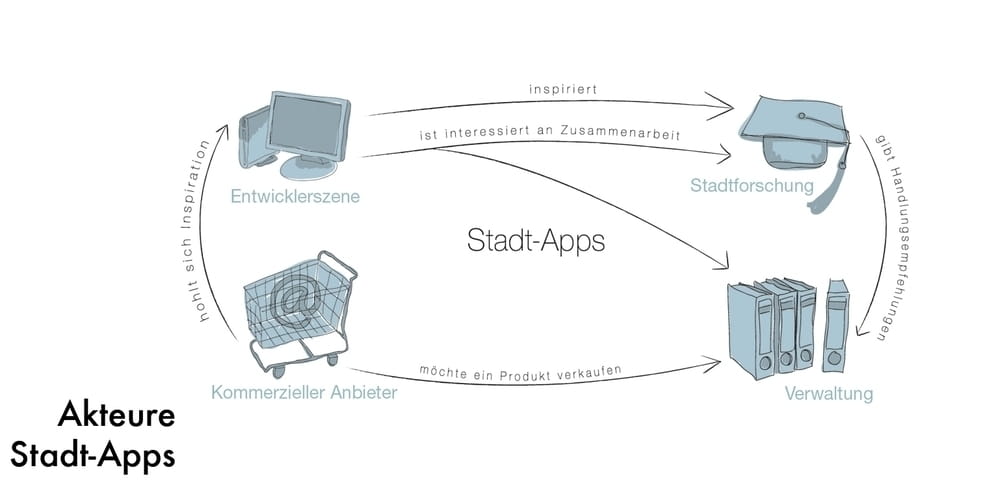 inspiriert
ist interessiert an Zusammenarbeit
Entwicklerszene
Stadtforschung
hohlt sich Inspiration
gibt Handlungsempfehlungen
Stadt-Apps
möchte ein Produkt verkaufen
Kommerzieller Anbieter
Verwaltung
Akteure
Stadt-Apps